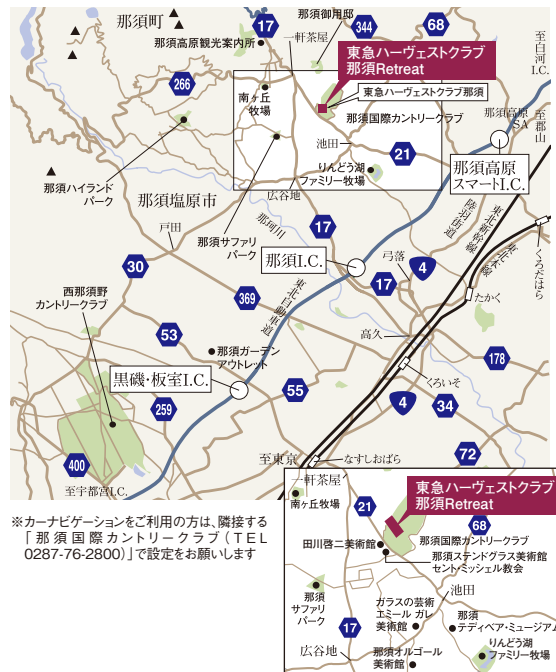 那須町
17
那須御用邸
344
68
至白河I.C.
那須高原観光案内所
一軒茶屋
東急ハーヴェストクラブ
那須Retreat
266
南ヶ丘
牧場
東急ハーヴェストクラブ那須
那須国際カントリークラブ
那須高原
SA
至郡山
池田
21
那須高原
スマートI.C.
りんどう湖
ファミリー牧場
那須ハイランド
パーク
那須塩原市
広谷地
戸田
那須サファリ
パーク
那珂川
17
陸羽街道
東北新幹線
東北本線
くろだはら
那須I.C.
弓落
4
30
17
369
東北自動車道
たかく
西那須野
カントリークラブ
53
高久
那須ガーデン
アウトレット
178
黒磯・板室I.C.
くろいそ
55
259
4
34
400
72
至宇都宮I.C.
至東京
なすしおばら
※カーナビゲーションをご利用の方は、隣接する
「那須国際カントリークラブ(TEL
0287-76-2800)」で設定をお願いします
一軒茶屋
南ヶ丘牧場
21
東急ハーヴェストクラブ
那須Retreat
68
那須国際カントリークラブ
田川啓二美術館
那須ステンドグラス美術館
セント・ミッシェル教会
池田
那須
サファリ
パーク
ガラスの芸術
エミール ガレ
美術館
那須
テディベア・ミュージアム
17
りんどう湖
ファミリー牧場
広谷地
那須オルゴール
美術館